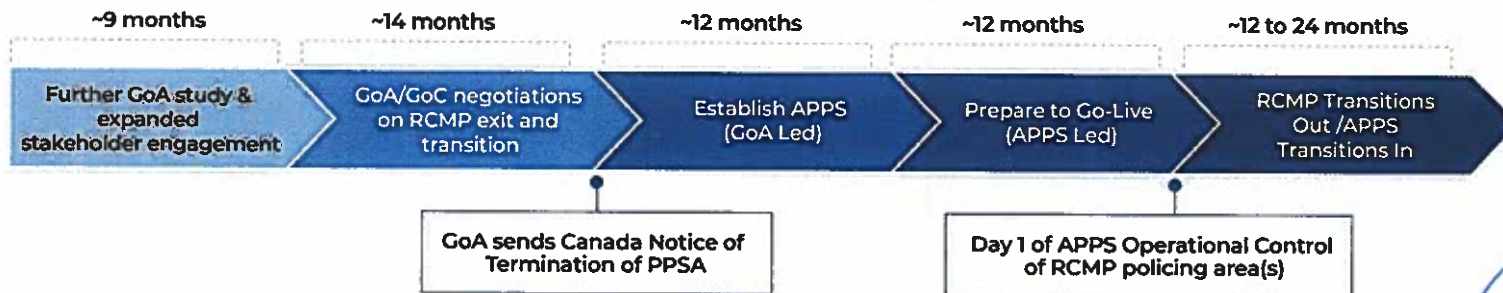 ~9 months
~14 months
~12 months
~12 months
~12 to 24 months
Further GoA study &
expanded
stakeholder engagement
GoA/GoC negotiations
on RCMP exit and
transition
Establish APPS
(GoA Led)
Prepare to Go-Live
(APPS Led)
RCMP Transitions
Out /APPS
Transitions In
GoA sends Canada Notice of
Termination of PPSA
Day 1 of APPS Operational Control
of RCMP policing area(s)